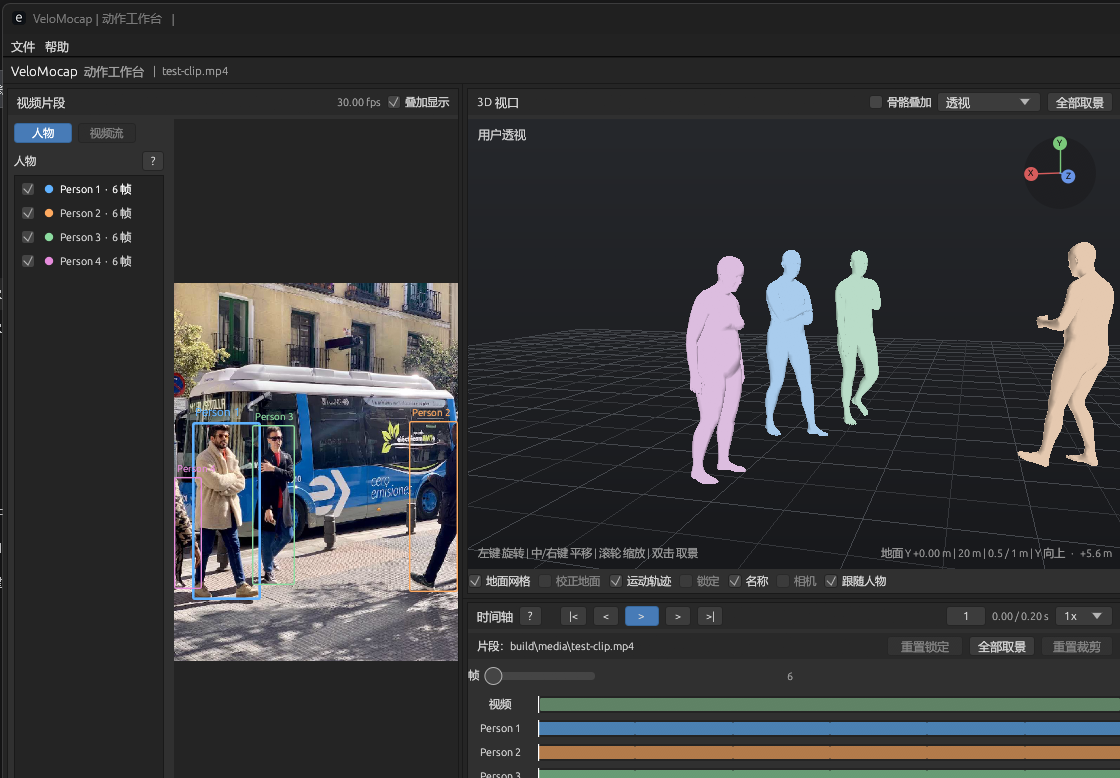 e VeloMocap | 动作工作台 |
文件 帮助
VeloMocap 动作工作台 | test-clip.mp4
视频片段 30.00 fps 叠加显示
人物 视频流
人物 ?
Person 1 · 6 帧
Person 2 · 6 帧
Person 3 · 6 帧
Person 4 · 6 帧
Person
Person 3
Person 2
cero
emisiones
3D 视口 骨骼叠加 透视 全部取景
用户透视
Y
X
Z
左键 旋转 | 中/右键 平移 | 滚轮 缩放 | 双击 取景
地面 Y +0.00 m | 20 m | 0.5 / 1 m | Y 向上 · +5.6 m
地面网格 校正地面 运动轨迹 锁定 名称 相机 跟随人物
时间轴 ? |< < > > >| 1 0.00 / 0.20 s 1x
片段: build\media\test-clip.mp4 重置锁定 全部取景 重置裁剪
帧 6
视频
Person 1
Person 2
Person 3